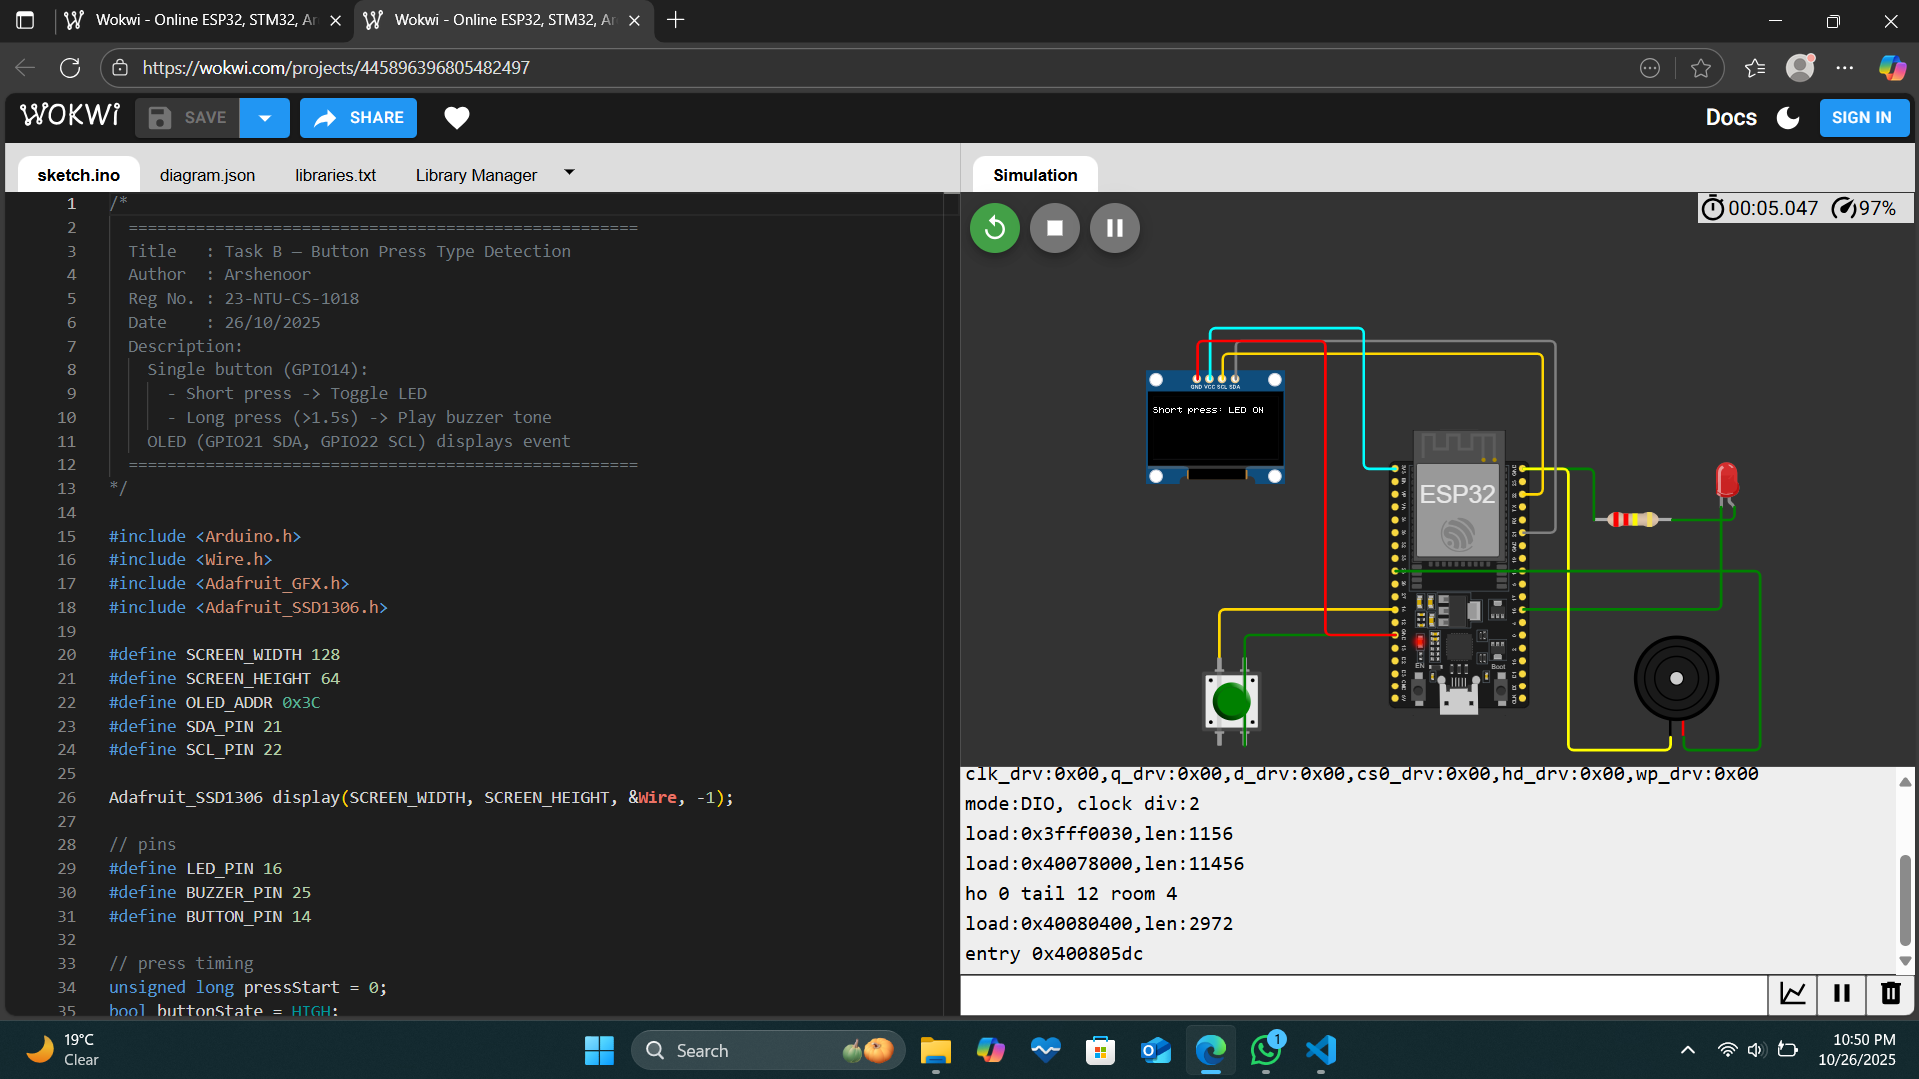 Wokwi - Online ESP32, STM32, Ar
Wokwi - Online ESP32, STM32, Ar
https://wokwi.com/projects/445896396805482497
WOKWI
SAVE
SHARE
Docs
SIGN IN
sketch.ino
diagram.json
libraries.txt
Library Manager
Simulation
00:05.047
97%
1 /*
2 =====================================================
3 Title : Task B – Button Press Type Detection
4 Author : Arshenoor
5 Reg No. : 23-NTU-CS-1018
6 Date : 26/10/2025
7 Description:
8 Single button (GPIO14):
9 - Short press -> Toggle LED
10 - Long press (>1.5s) -> Play buzzer tone
11 OLED (GPIO21 SDA, GPIO22 SCL) displays event
12 =====================================================
13 */
14
15 #include <Arduino.h>
16 #include <Wire.h>
17 #include <Adafruit_GFX.h>
18 #include <Adafruit_SSD1306.h>
19
20 #define SCREEN_WIDTH 128
21 #define SCREEN_HEIGHT 64
22 #define OLED_ADDR 0x3C
23 #define SDA_PIN 21
24 #define SCL_PIN 22
25
26 Adafruit_SSD1306 display(SCREEN_WIDTH, SCREEN_HEIGHT, &Wire, -1);
27
28 // pins
29 #define LED_PIN 16
30 #define BUZZER_PIN 25
31 #define BUTTON_PIN 14
32
33 // press timing
34 unsigned long pressStart = 0;
35 bool buttonState = HIGH;
GND VCC SCL SDA
Short press: LED ON
ESP32
EN
Boot
clk_drv:0x00,q_drv:0x00,d_drv:0x00,cs0_drv:0x00,hd_drv:0x00,wp_drv:0x00
mode:DIO, clock div:2
load:0x3fff0030,len:1156
load:0x40078000,len:11456
ho 0 tail 12 room 4
load:0x40080400,len:2972
entry 0x400805dc
19°C
Clear
Search
1
10:50 PM
10/26/2025